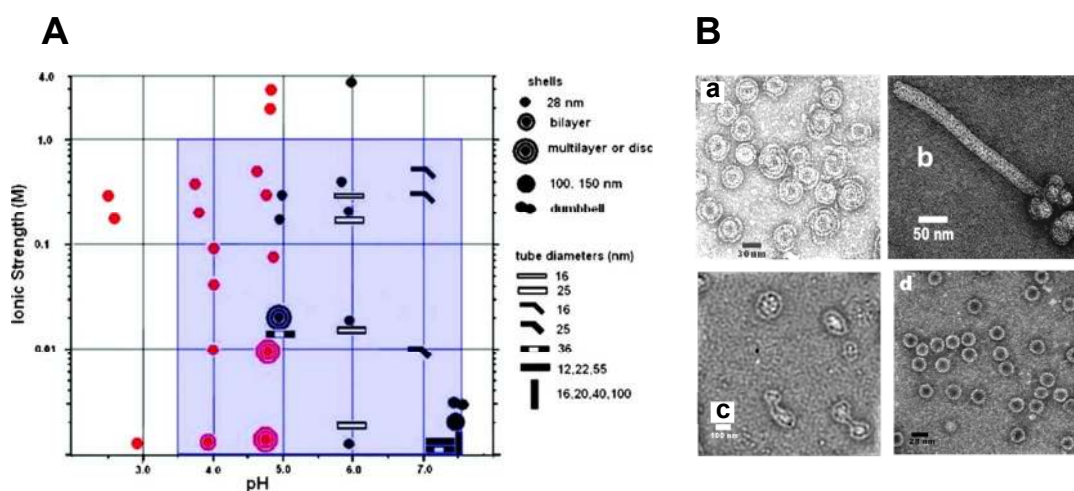 A
B
4.0
1.0
0.1
0.01
Ionic Strength (M)
3.0 4.0 5.0 6.0 7.0
pH
shells
28 nm
bilayer
multilayer or disc
100, 150 nm
dumbbell
tube diameters (nm)
16
25
16
25
36
12,22,55
16,20,40,100
a
30 nm
b
50 nm
c
100 nm
d
28 nm